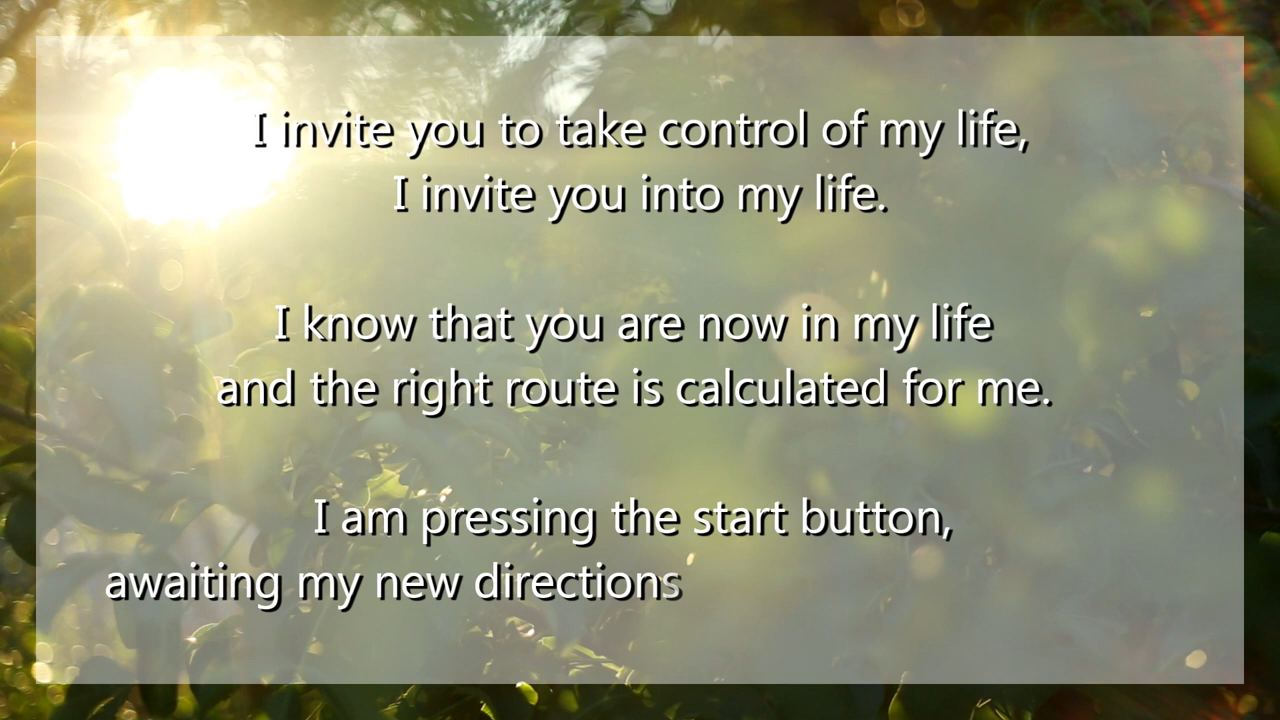 I invite you to take control of my life,
I invite you into my life.
I know that you are now in my life
and the right route is calculated for me.
I am pressing the start button,
awaiting my new directions